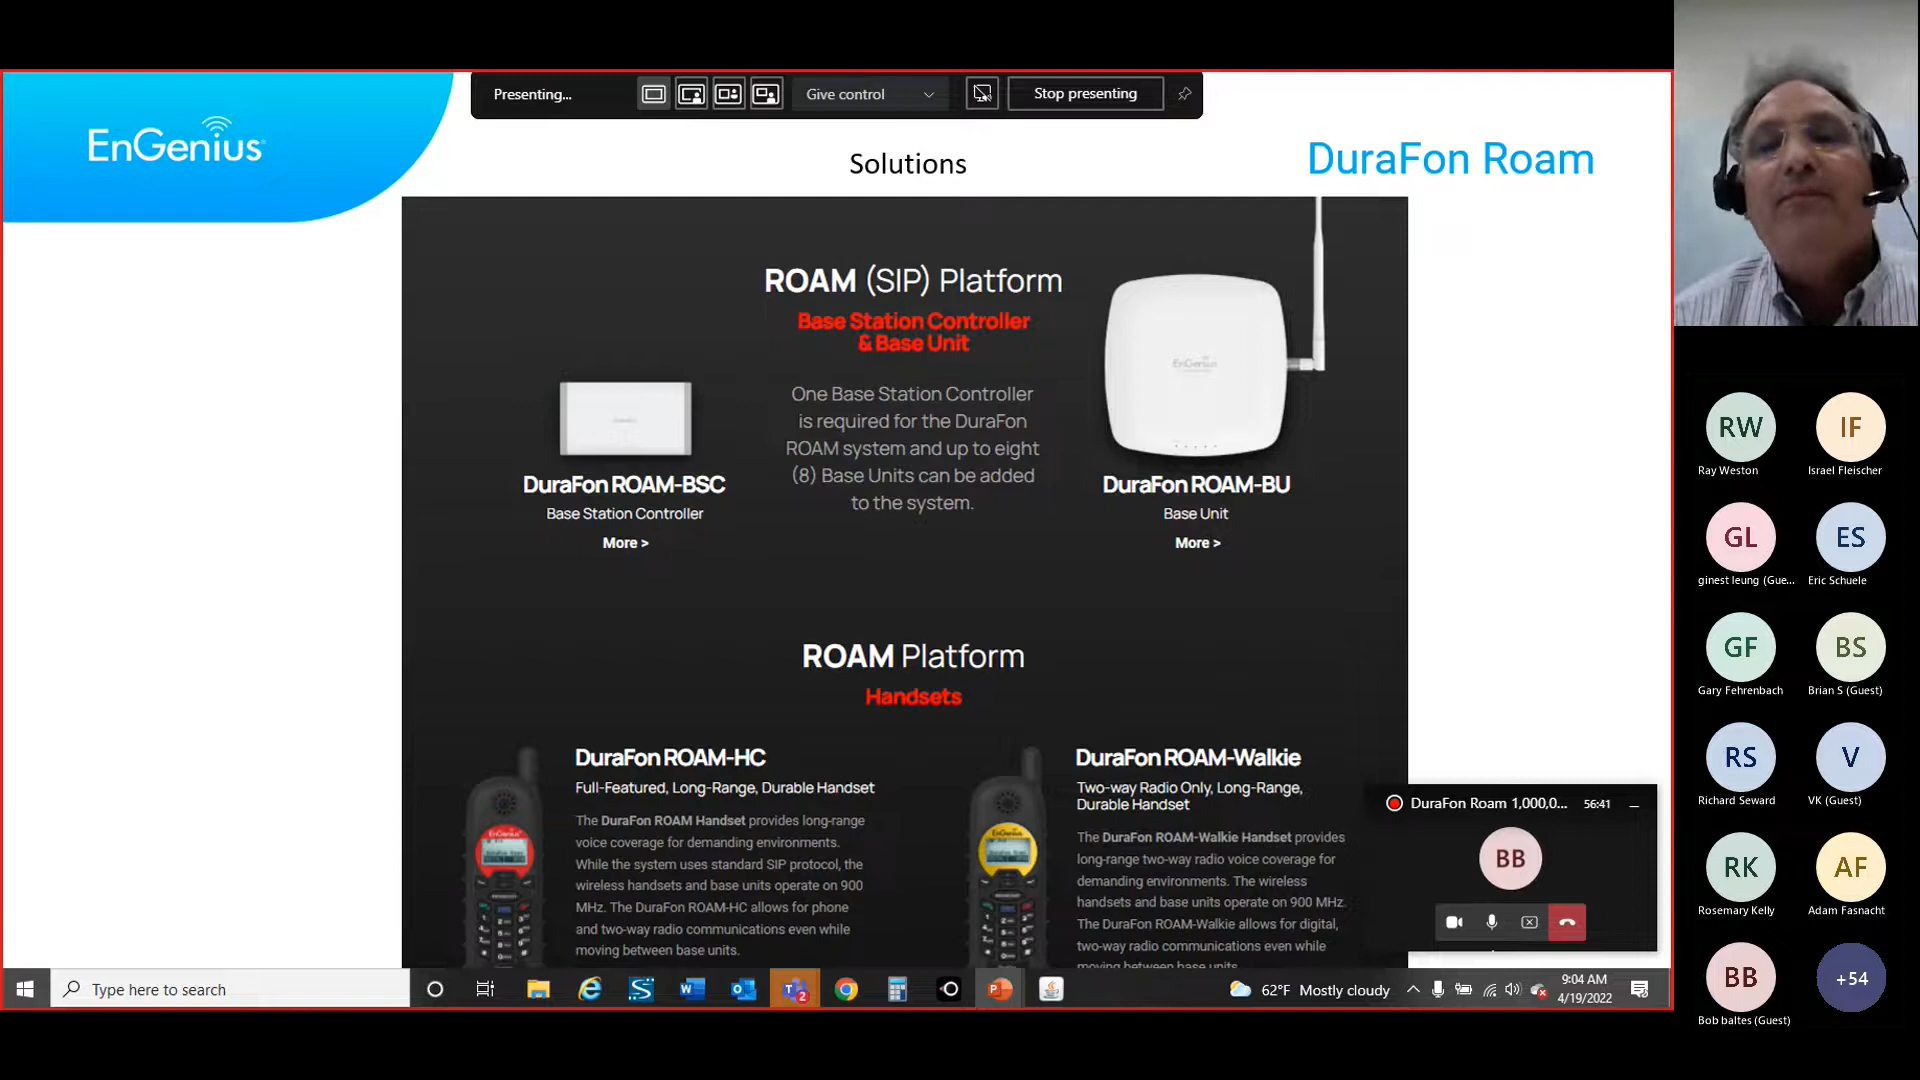 Presenting...
Give control
Stop presenting
EnGenius
Solutions
DuraFon Roam
ROAM (SIP) Platform
Base Station Controller
& Base Unit
One Base Station Controller
is required for the DuraFon
ROAM system and up to eight
(8) Base Units can be added
to the system.
EnGenius
DuraFon ROAM-BSC
Base Station Controller
More >
DuraFon ROAM-BU
Base Unit
More >
ROAM Platform
Handsets
DuraFon ROAM-HC
Full-Featured, Long-Range, Durable Handset
The DuraFon ROAM Handset provides long-range
voice coverage for demanding environments.
While the system uses standard SIP protocol, the
wireless handsets and base units operate on 900
MHz. The DuraFon ROAM-HC allows for phone
and two-way radio communications even while
moving between base units.
EnGenius
DuraFon ROAM-Walkie
Two-way Radio Only, Long-Range,
Durable Handset
The DuraFon ROAM-Walkie Handset provides
long-range two-way radio voice coverage for
demanding environments. The wireless
handsets and base units operate on 900 MHz.
The DuraFon ROAM-Walkie allows for digital,
two-way radio communications even while
moving between base units.
EnGenius
DuraFon Roam 1,000,0... 56:41
BB
Type here to search
2
62°F Mostly cloudy
9:04 AM
4/19/2022
RW
Ray Weston
IF
Israel Fleischer
GL
ginest leung (Gue...
ES
Eric Schuele
GF
Gary Fehrenbach
BS
Brian S (Guest)
RS
Richard Seward
V
VK (Guest)
RK
Rosemary Kelly
AF
Adam Fasnacht
BB
Bob baltes (Guest)
+54